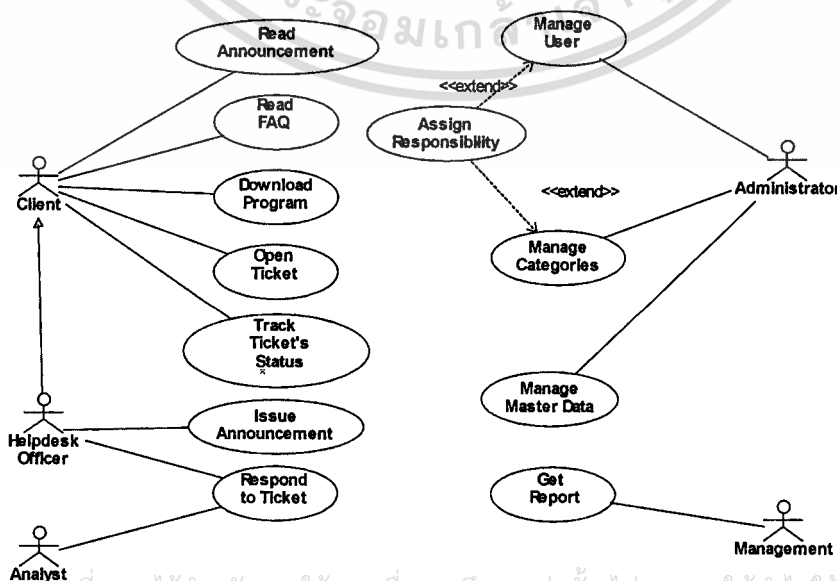 Read
Announcement
Read
FAQ
Client
Download
Program
Open
Ticket
Track
Ticket's
Status
Helpdesk
Officer
Issue
Announcement
Respond
to Ticket
Analyst
Manage
User
<<extend>>
Assign
Responsibility
<<extend>>
Administrator
Manage
Categories
Manage
Master Data
Get
Report
Management